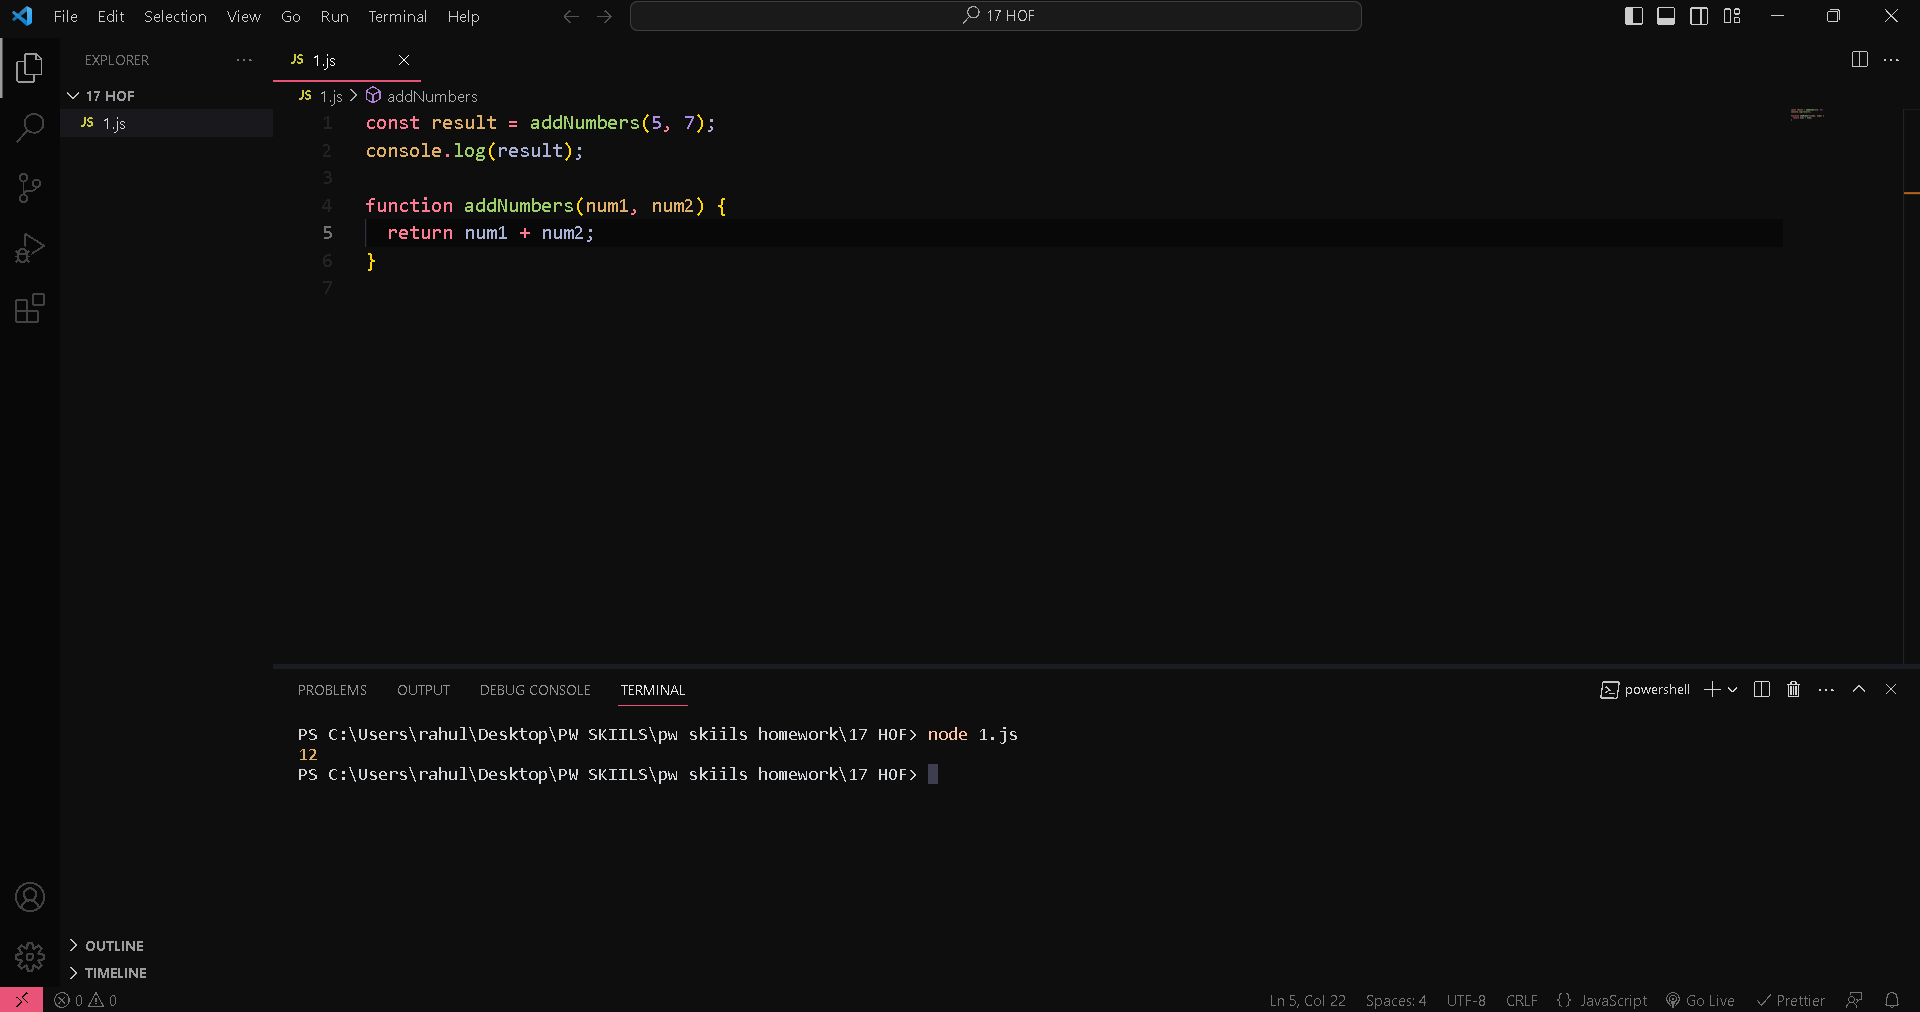 File Edit Selection View Go Run Terminal Help
17 HOF
EXPLORER
17 HOF
JS 1.js
OUTLINE
TIMELINE
JS 1.js
JS 1.js > addNumbers
1 const result = addNumbers(5, 7);
2 console.log(result);
3
4 function addNumbers(num1, num2) {
5 return num1 + num2;
6 }
7
PROBLEMS OUTPUT DEBUG CONSOLE TERMINAL
powershell
PS C:\Users\rahul\Desktop\PW SKIILS\pw skiils homework\17 HOF> node 1.js
12
PS C:\Users\rahul\Desktop\PW SKIILS\pw skiils homework\17 HOF>
0 0 Ln 5, Col 22 Spaces: 4 UTF-8 CRLF {} JavaScript Go Live Prettier